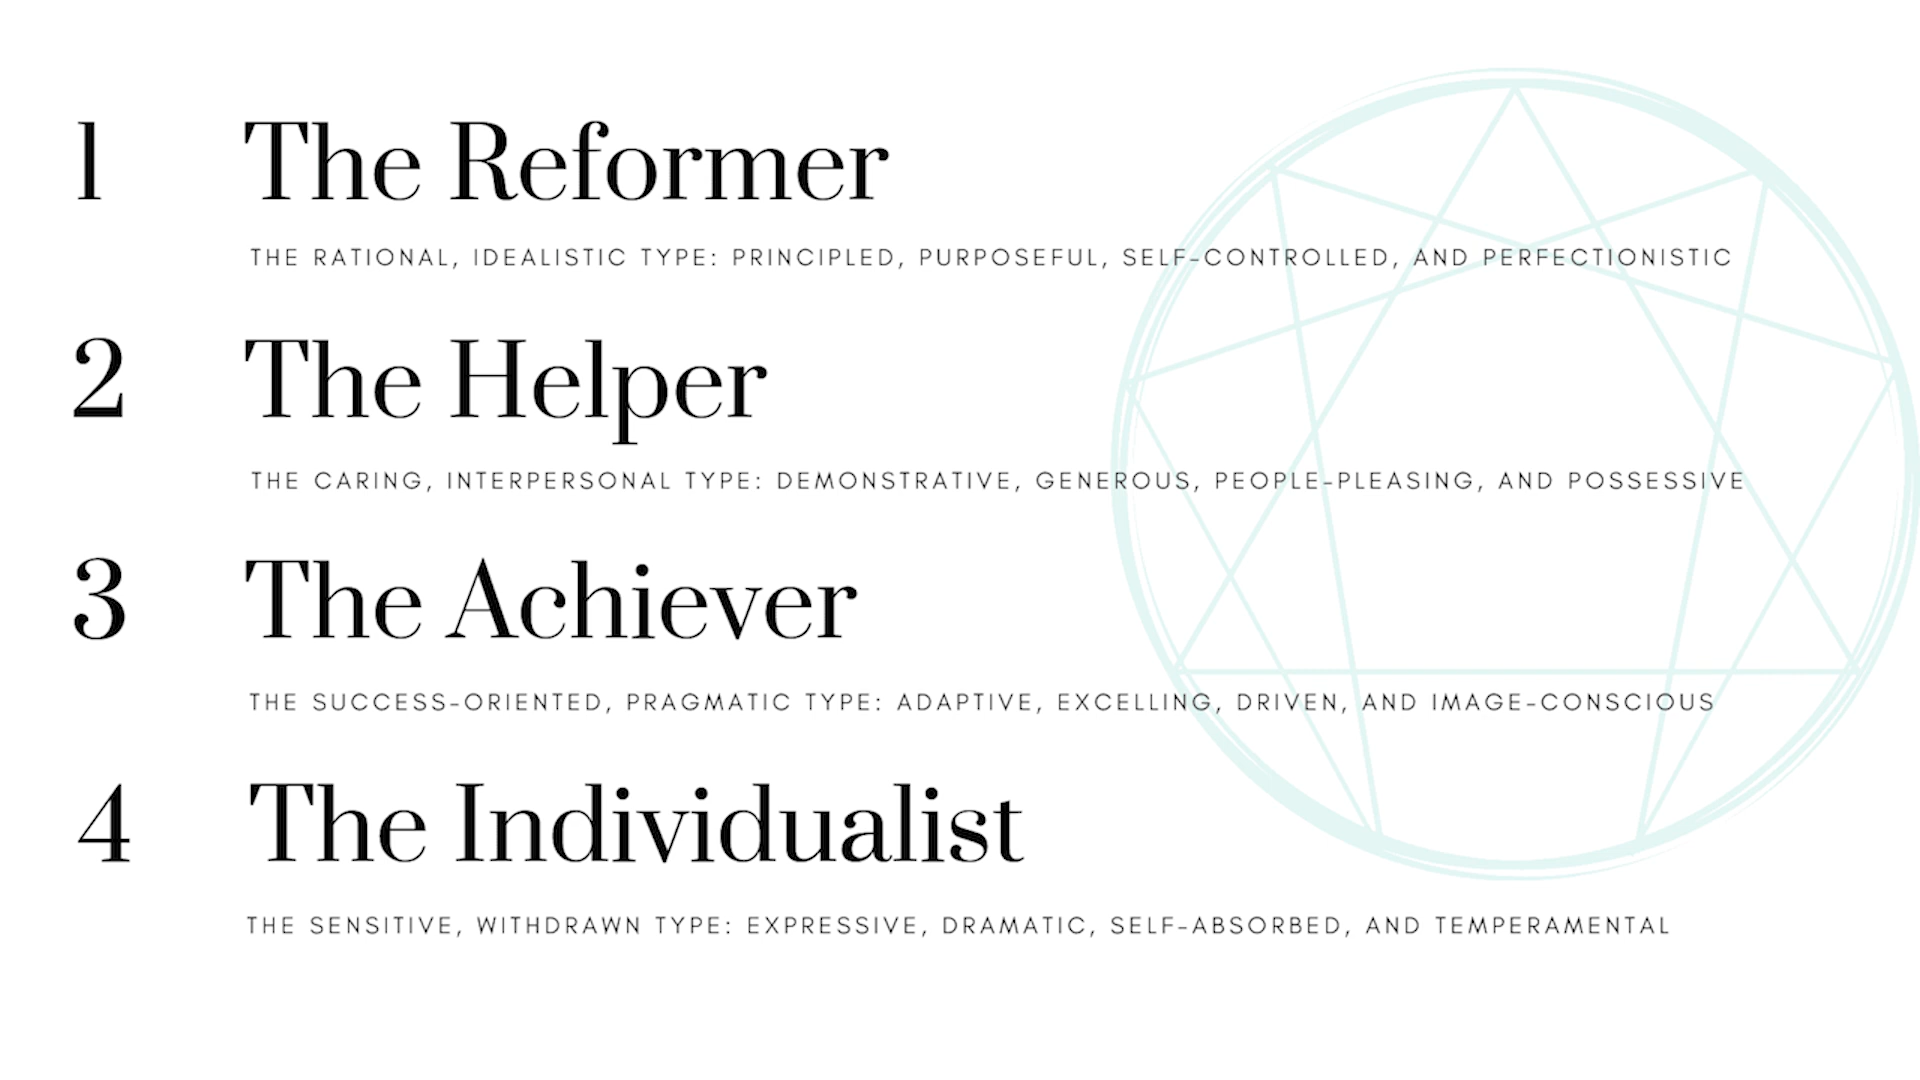 1 The Reformer
THE RATIONAL, IDEALISTIC TYPE: PRINCIPLED, PURPOSEFUL, SELF-CONTROLLED, AND PERFECTIONISTIC
2 The Helper
THE CARING, INTERPERSONAL TYPE: DEMONSTRATIVE, GENEROUS, PEOPLE-PLEASING, AND POSSESSIVE
3 The Achiever
THE SUCCESS-ORIENTED, PRAGMATIC TYPE: ADAPTIVE, EXCELLING, DRIVEN, AND IMAGE-CONSCIOUS
4 The Individualist
THE SENSITIVE, WITHDRAWN TYPE: EXPRESSIVE, DRAMATIC, SELF-ABSORBED, AND TEMPERAMENTAL